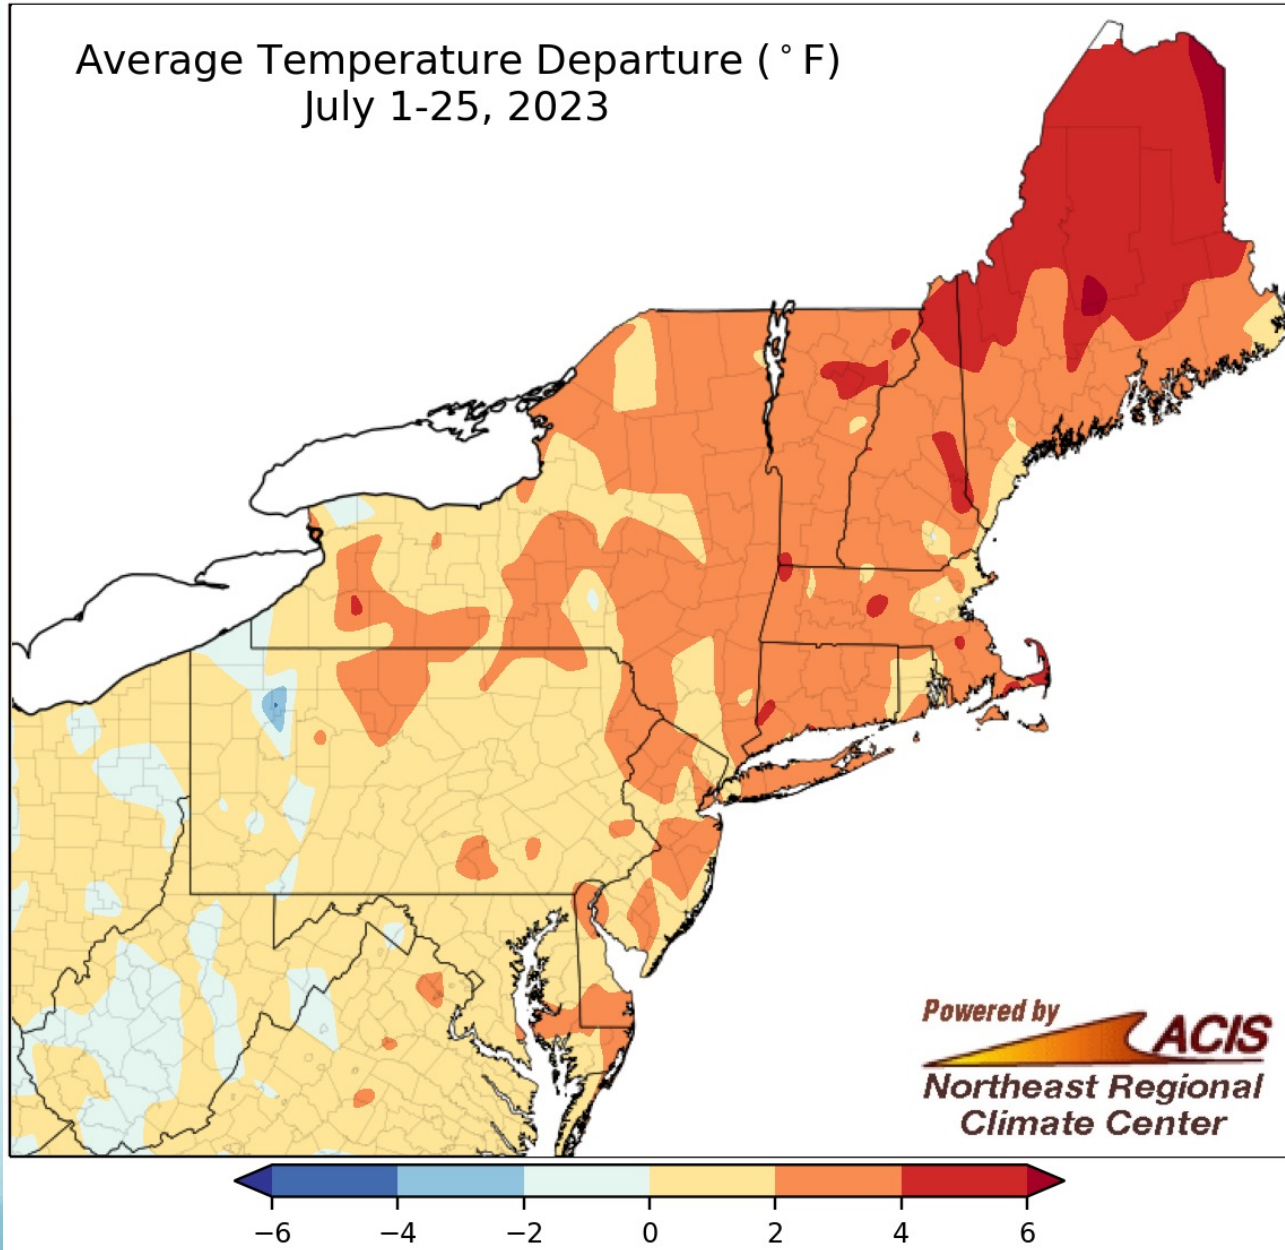 Average Temperature Departure (°F)
July 1-25, 2023
Powered by
ACIS
Northeast Regional
Climate Center
−6 −4 −2 0 2 4 6